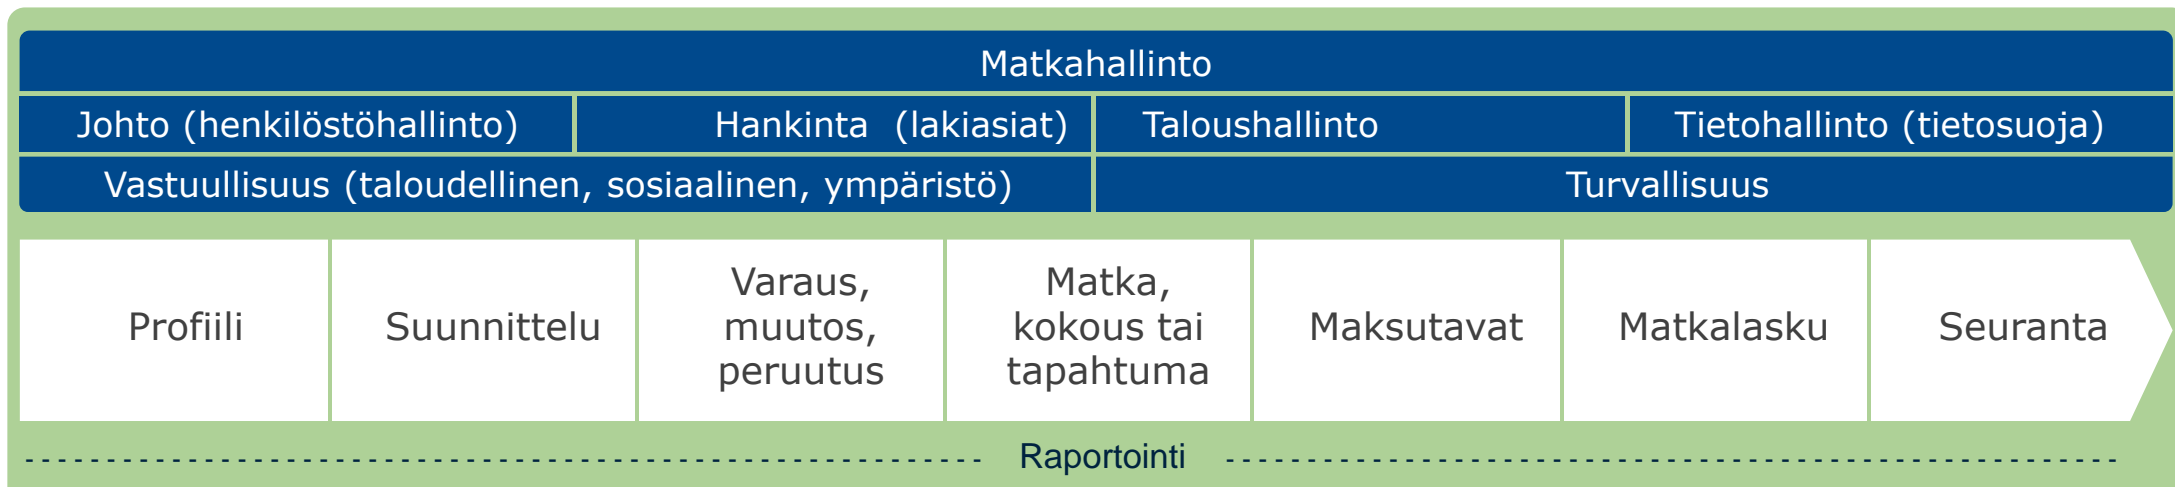 Matkahallinto
Johto (henkilöstöhallinto)
Hankinta (lakiasiat)
Taloushallinto
Tietohallinto (tietosuoja)
Vastuullisuus (taloudellinen, sosiaalinen, ympäristö)
Turvallisuus
Profiili
Suunnittelu
Varaus,
muutos,
peruutus
Matka,
kokous tai
tapahtuma
Maksutavat
Matkalasku
Seuranta
Raportointi